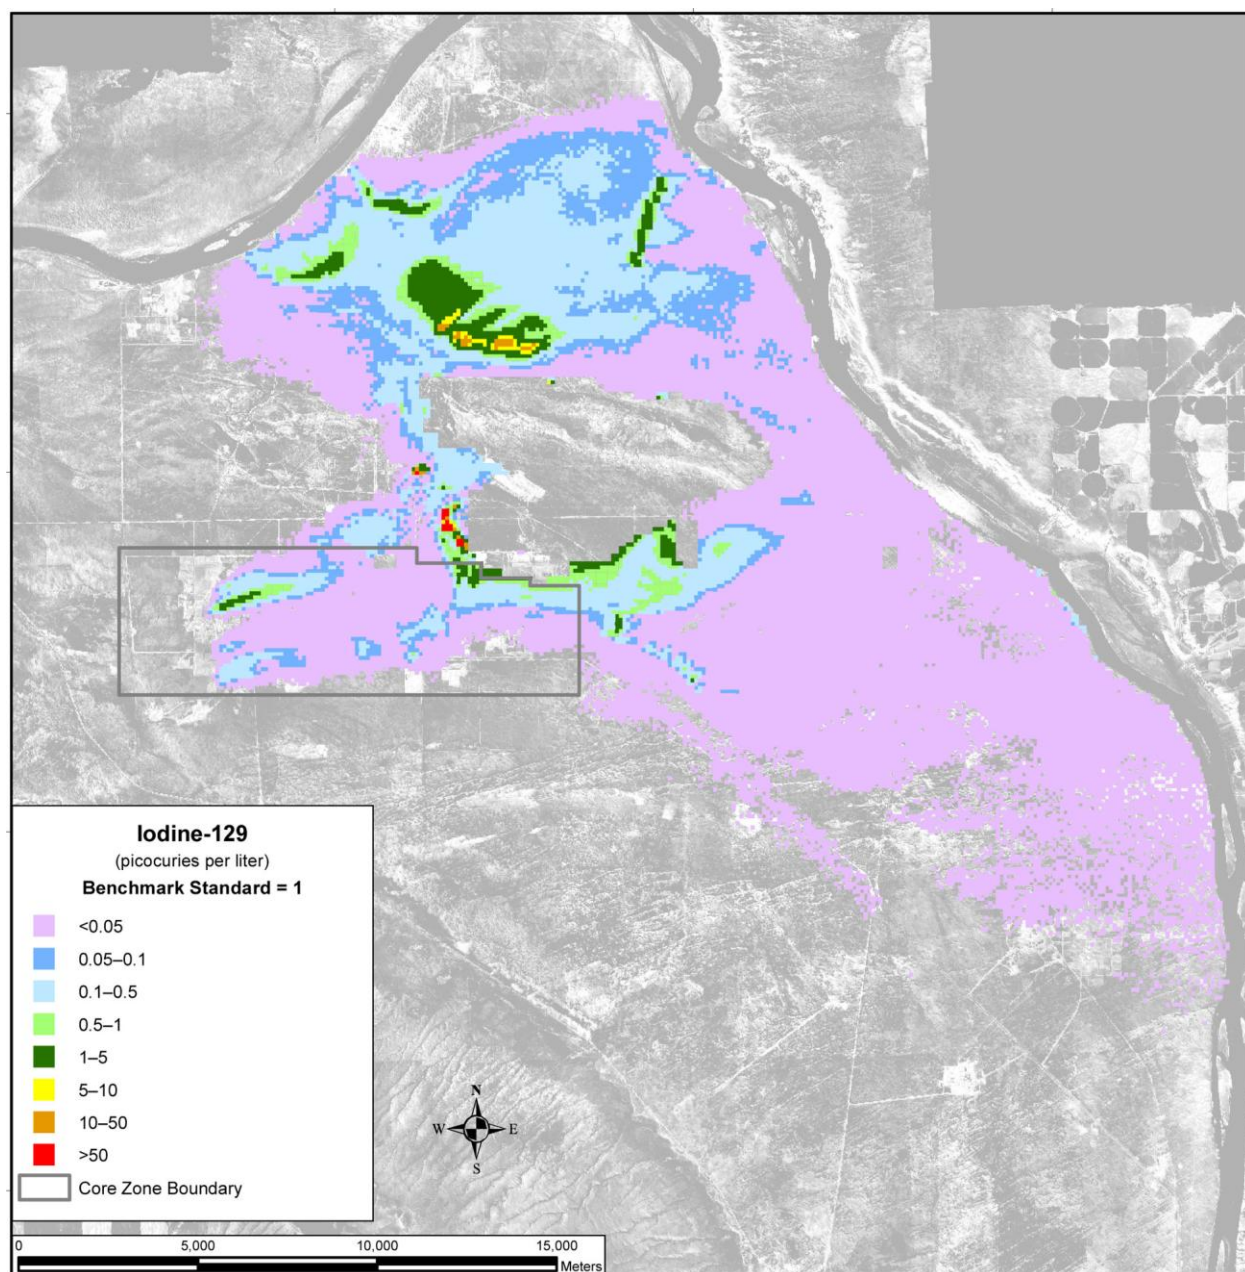 Iodine-129
(picocuries per liter)
Benchmark Standard = 1
<0.05
0.05–0.1
0.1–0.5
0.5–1
1–5
5–10
10–50
>50
Core Zone Boundary
N
W E
S
0 5,000 10,000 15,000
Meters